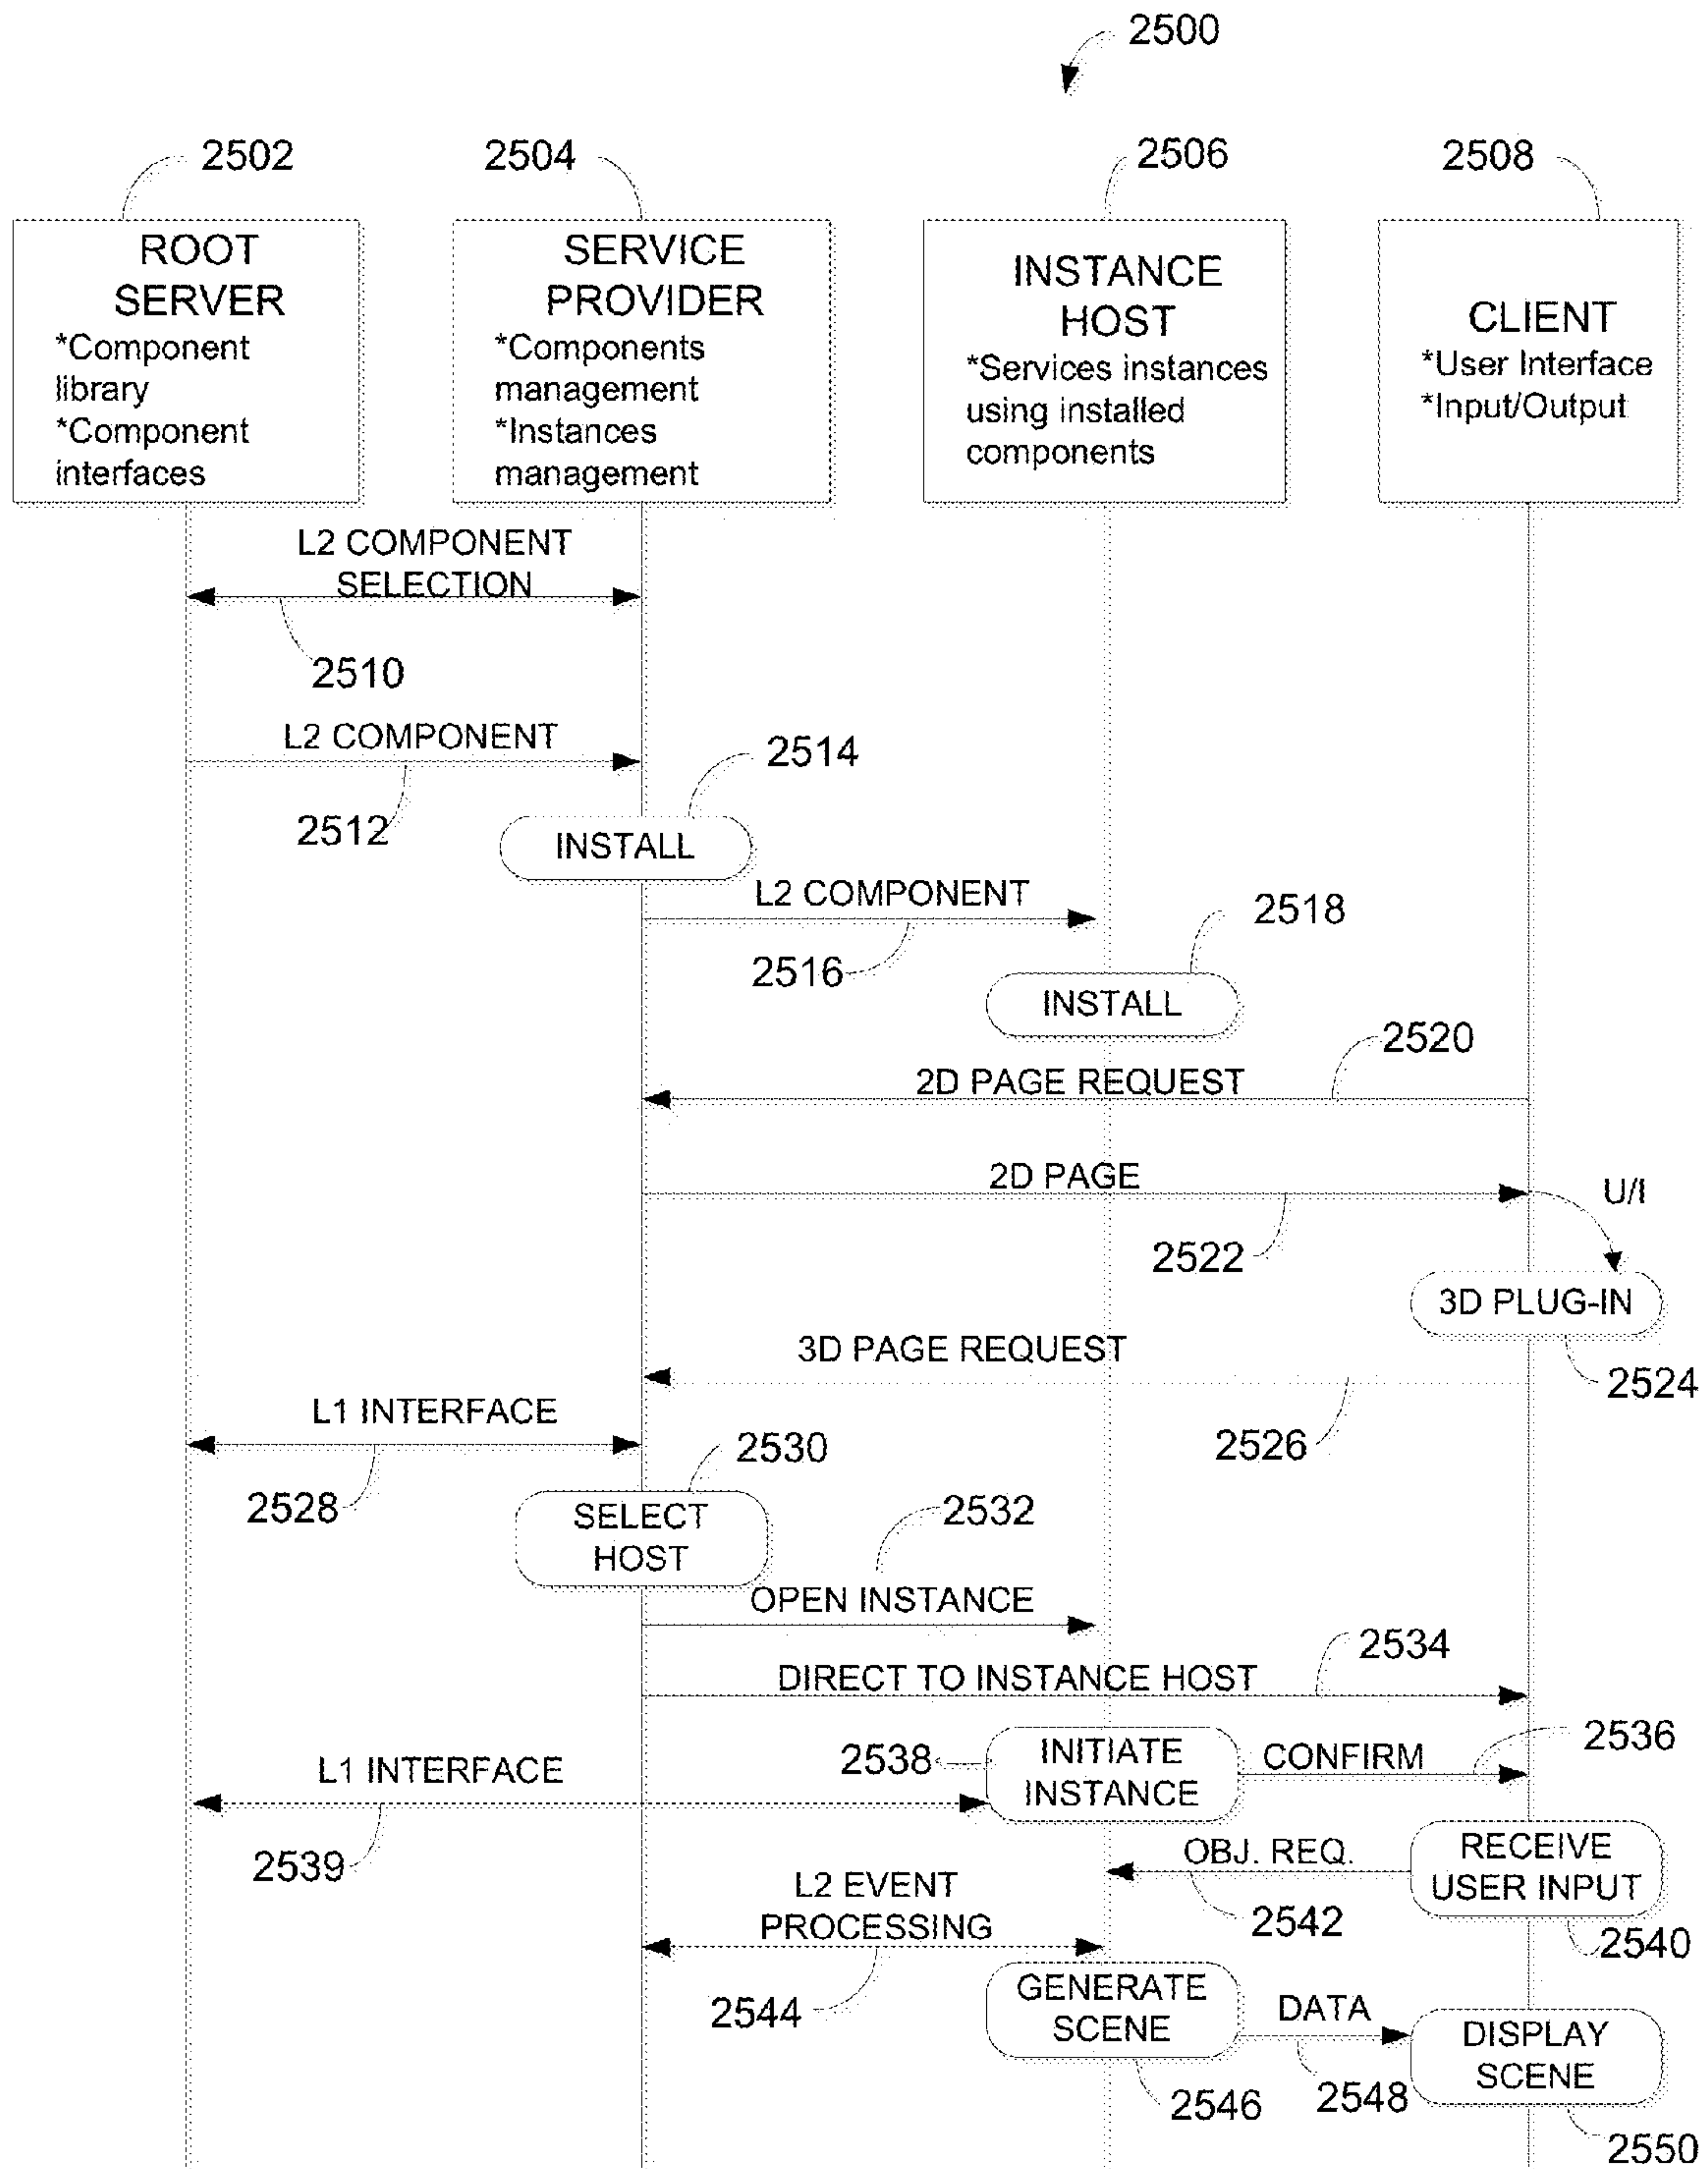 2500
2502
2504
2506
2508
ROOT
SERVER
*Component
library
*Component
interfaces
SERVICE
PROVIDER
*Components
management
*Instances
management
INSTANCE
HOST
*Services instances
using installed
components
CLIENT
*User Interface
*Input/Output
L2 COMPONENT
SELECTION
2510
L2 COMPONENT
2512
2514
INSTALL
L2 COMPONENT
2516
2518
INSTALL
2520
2D PAGE REQUEST
2D PAGE
2522
U/I
3D PLUG-IN
2524
3D PAGE REQUEST
2526
L1 INTERFACE
2528
2530
SELECT
HOST
2532
OPEN INSTANCE
2534
DIRECT TO INSTANCE HOST
2536
2538
INITIATE
INSTANCE
CONFIRM
L1 INTERFACE
2539
RECEIVE
USER INPUT
2540
OBJ. REQ.
2542
L2 EVENT
PROCESSING
2544
GENERATE
SCENE
2546
DATA
2548
DISPLAY
SCENE
2550